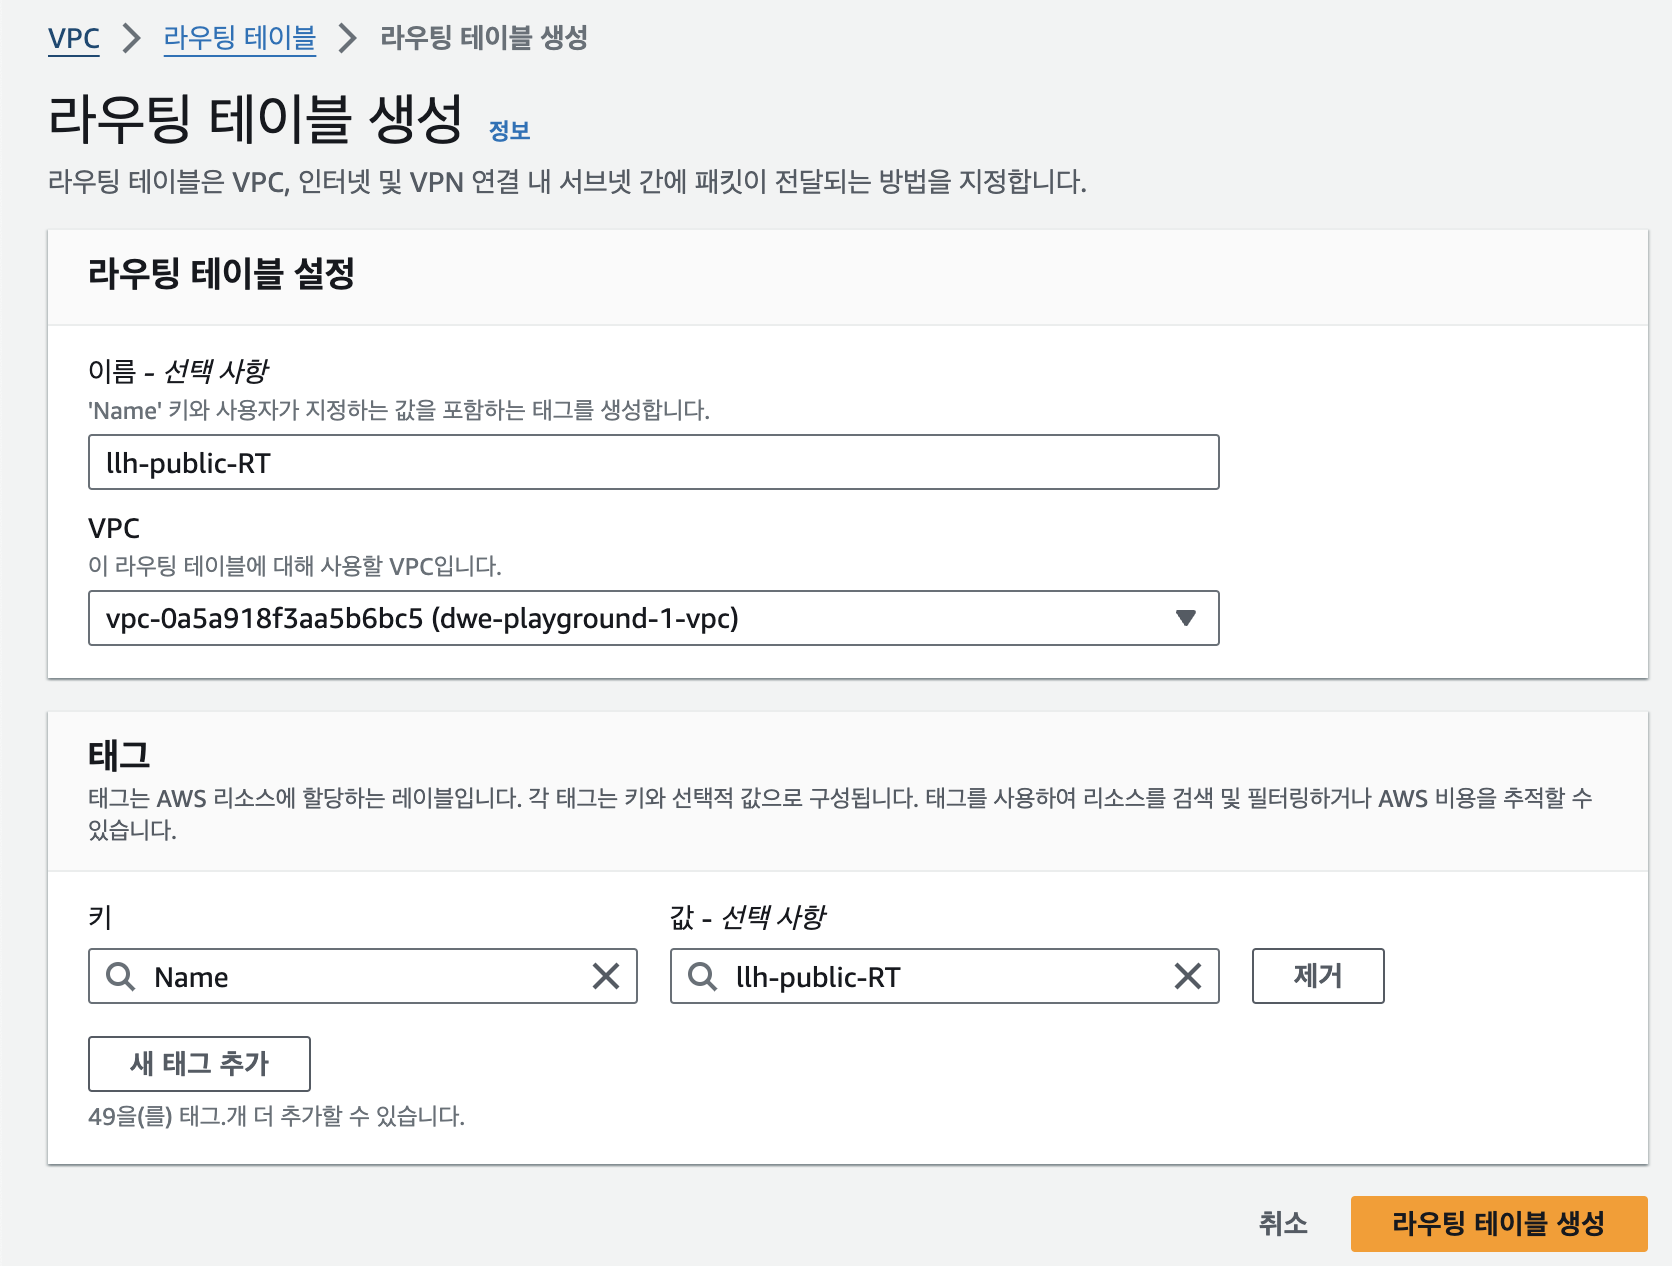 VPC > 라우팅 테이블 > 라우팅 테이블 생성
라우팅 테이블 생성 정보
라우팅 테이블은 VPC, 인터넷 및 VPN 연결 내 서브넷 간에 패킷이 전달되는 방법을 지정합니다.
라우팅 테이블 설정
이름 - 선택 사항
'Name' 키와 사용자가 지정하는 값을 포함하는 태그를 생성합니다.
llh-public-RT
VPC
이 라우팅 테이블에 대해 사용할 VPC입니다.
vpc-0a5a918f3aa5b6bc5 (dwe-playground-1-vpc)
태그
태그는 AWS 리소스에 할당하는 레이블입니다. 각 태그는 키와 선택적 값으로 구성됩니다. 태그를 사용하여 리소스를 검색 및 필터링하거나 AWS 비용을 추적할 수
있습니다.
키 값 - 선택 사항
Name llh-public-RT 제거
새 태그 추가
49을(를) 태그.개 더 추가할 수 있습니다.
취소 라우팅 테이블 생성